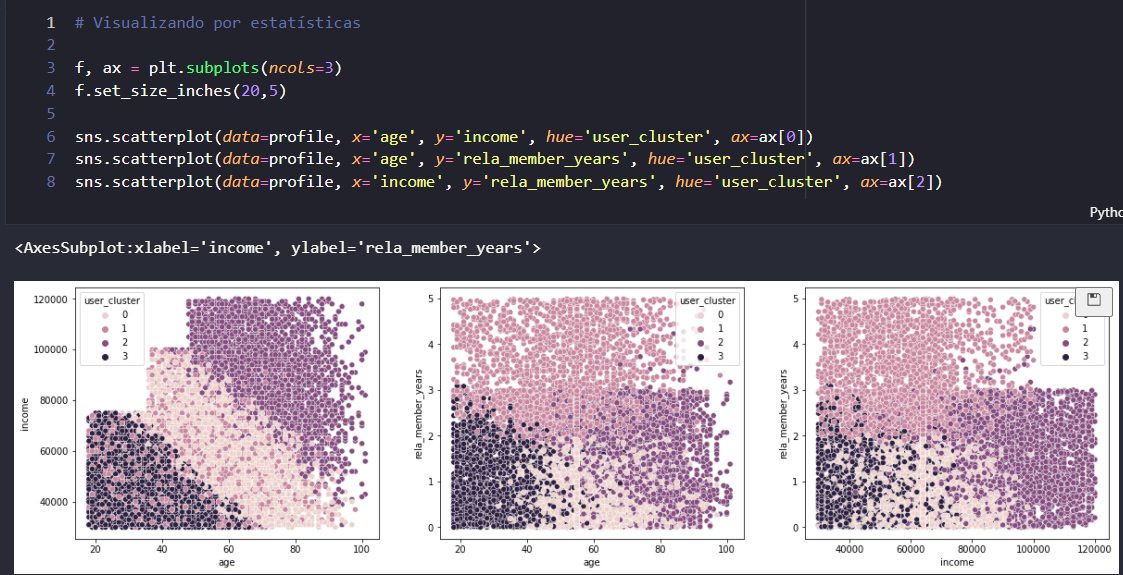 1 # Visualizando por estatísticas
2
3 f, ax = plt.subplots(ncols=3)
4 f.set_size_inches(20,5)
5
6 sns.scatterplot(data=profile, x='age', y='income', hue='user_cluster', ax=ax[0])
7 sns.scatterplot(data=profile, x='age', y='rela_member_years', hue='user_cluster', ax=ax[1])
8 sns.scatterplot(data=profile, x='income', y='rela_member_years', hue='user_cluster', ax=ax[2])
Pytho
<AxesSubplot:xlabel='income', ylabel='rela_member_years'>
120000
100000
80000
60000
40000
income
user_cluster
0
1
2
3
20 40 60 80 100
age
5
4
3
2
1
0
rela_member_years
user_cluster
0
1
2
3
20 40 60 80 100
age
5
4
3
2
1
0
rela_member_years
user_cl
1
2
3
40000 60000 80000 100000 120000
income